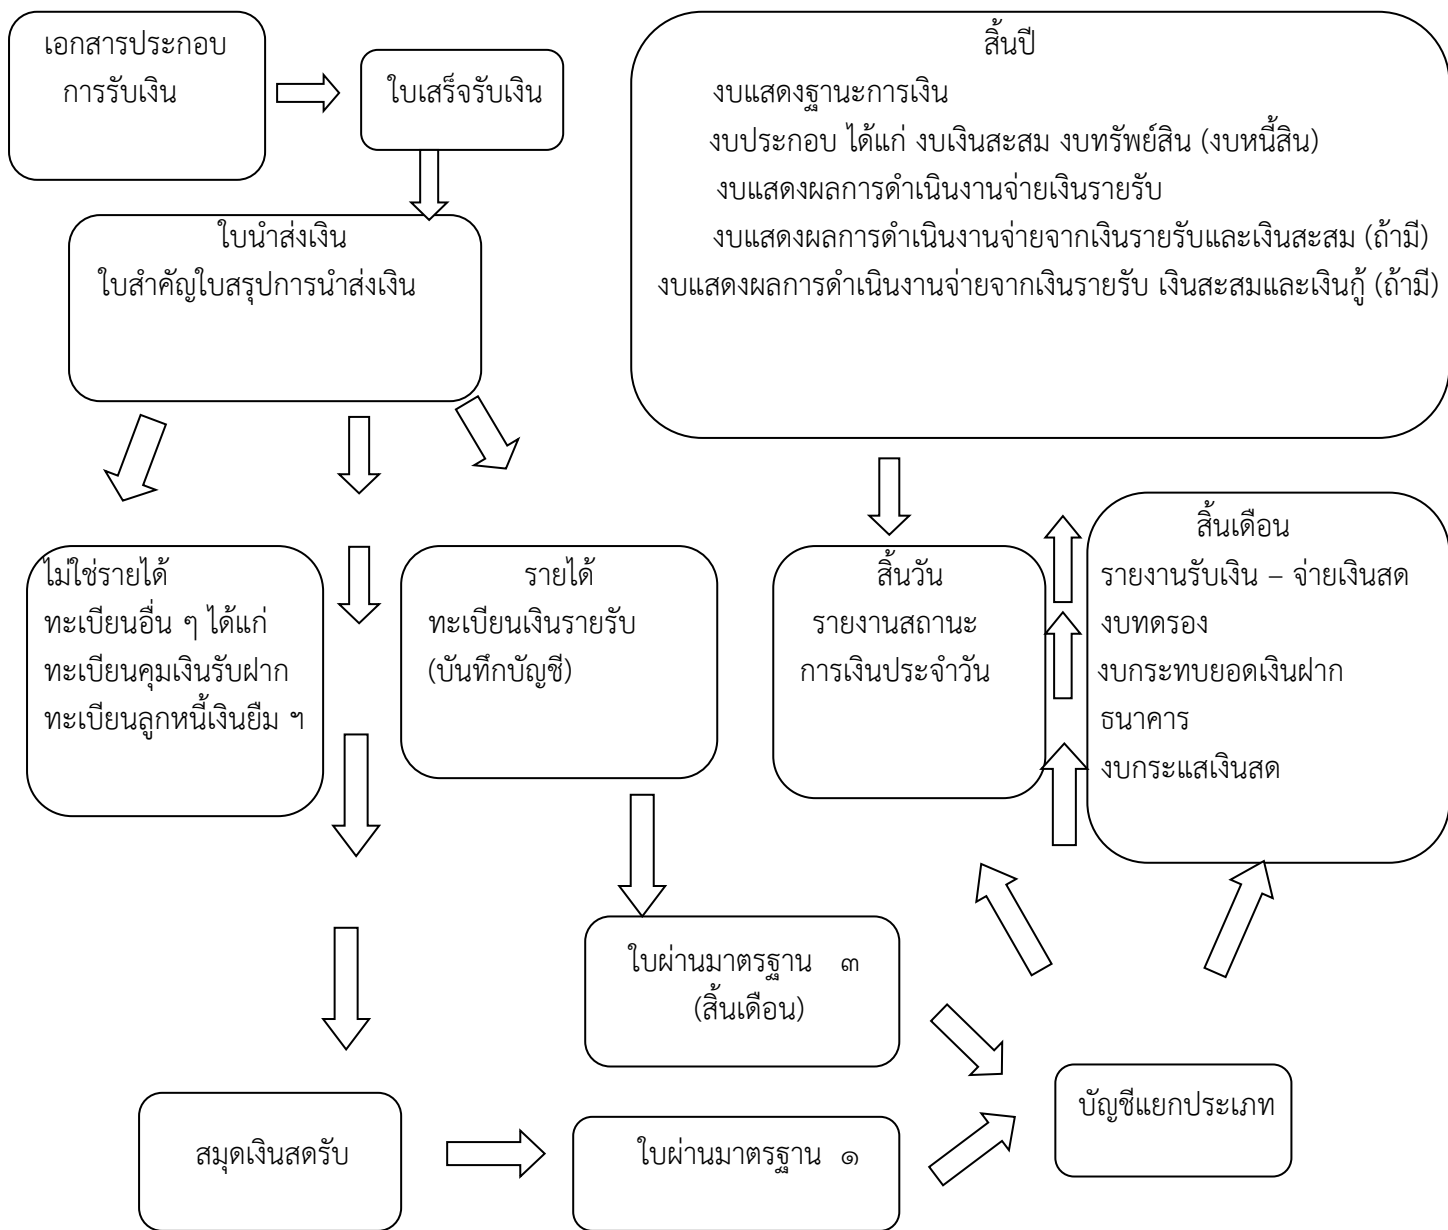 เอกสารประกอบ
การรับเงิน
ใบเสร็จรับเงิน
ใบนำส่งเงิน
ใบสำคัญใบสรุปการนำส่งเงิน
สิ้นปี
งบแสดงฐานะการเงิน
งบประกอบ ได้แก่ งบเงินสะสม งบทรัพย์สิน (งบหนี้สิน)
งบแสดงผลการดำเนินงานจ่ายเงินรายรับ
งบแสดงผลการดำเนินงานจ่ายจากเงินรายรับและเงินสะสม (ถ้ามี)
งบแสดงผลการดำเนินงานจ่ายจากเงินรายรับ เงินสะสมและเงินกู้ (ถ้ามี)
ไม่ใช่รายได้
ทะเบียนอื่น ๆ ได้แก่
ทะเบียนคุมเงินรับฝาก
ทะเบียนลูกหนี้เงินยืม ฯ
รายได้
ทะเบียนเงินรายรับ
(บันทึกบัญชี)
สิ้นวัน
รายงานสถานะ
การเงินประจำวัน
สิ้นเดือน
รายงานรับเงิน – จ่ายเงินสด
งบทดรอง
งบกระทบยอดเงินฝาก
ธนาคาร
งบกระแสเงินสด
ใบผ่านมาตรฐาน ๓
(สิ้นเดือน)
บัญชีแยกประเภท
สมุดเงินสดรับ
ใบผ่านมาตรฐาน ๑